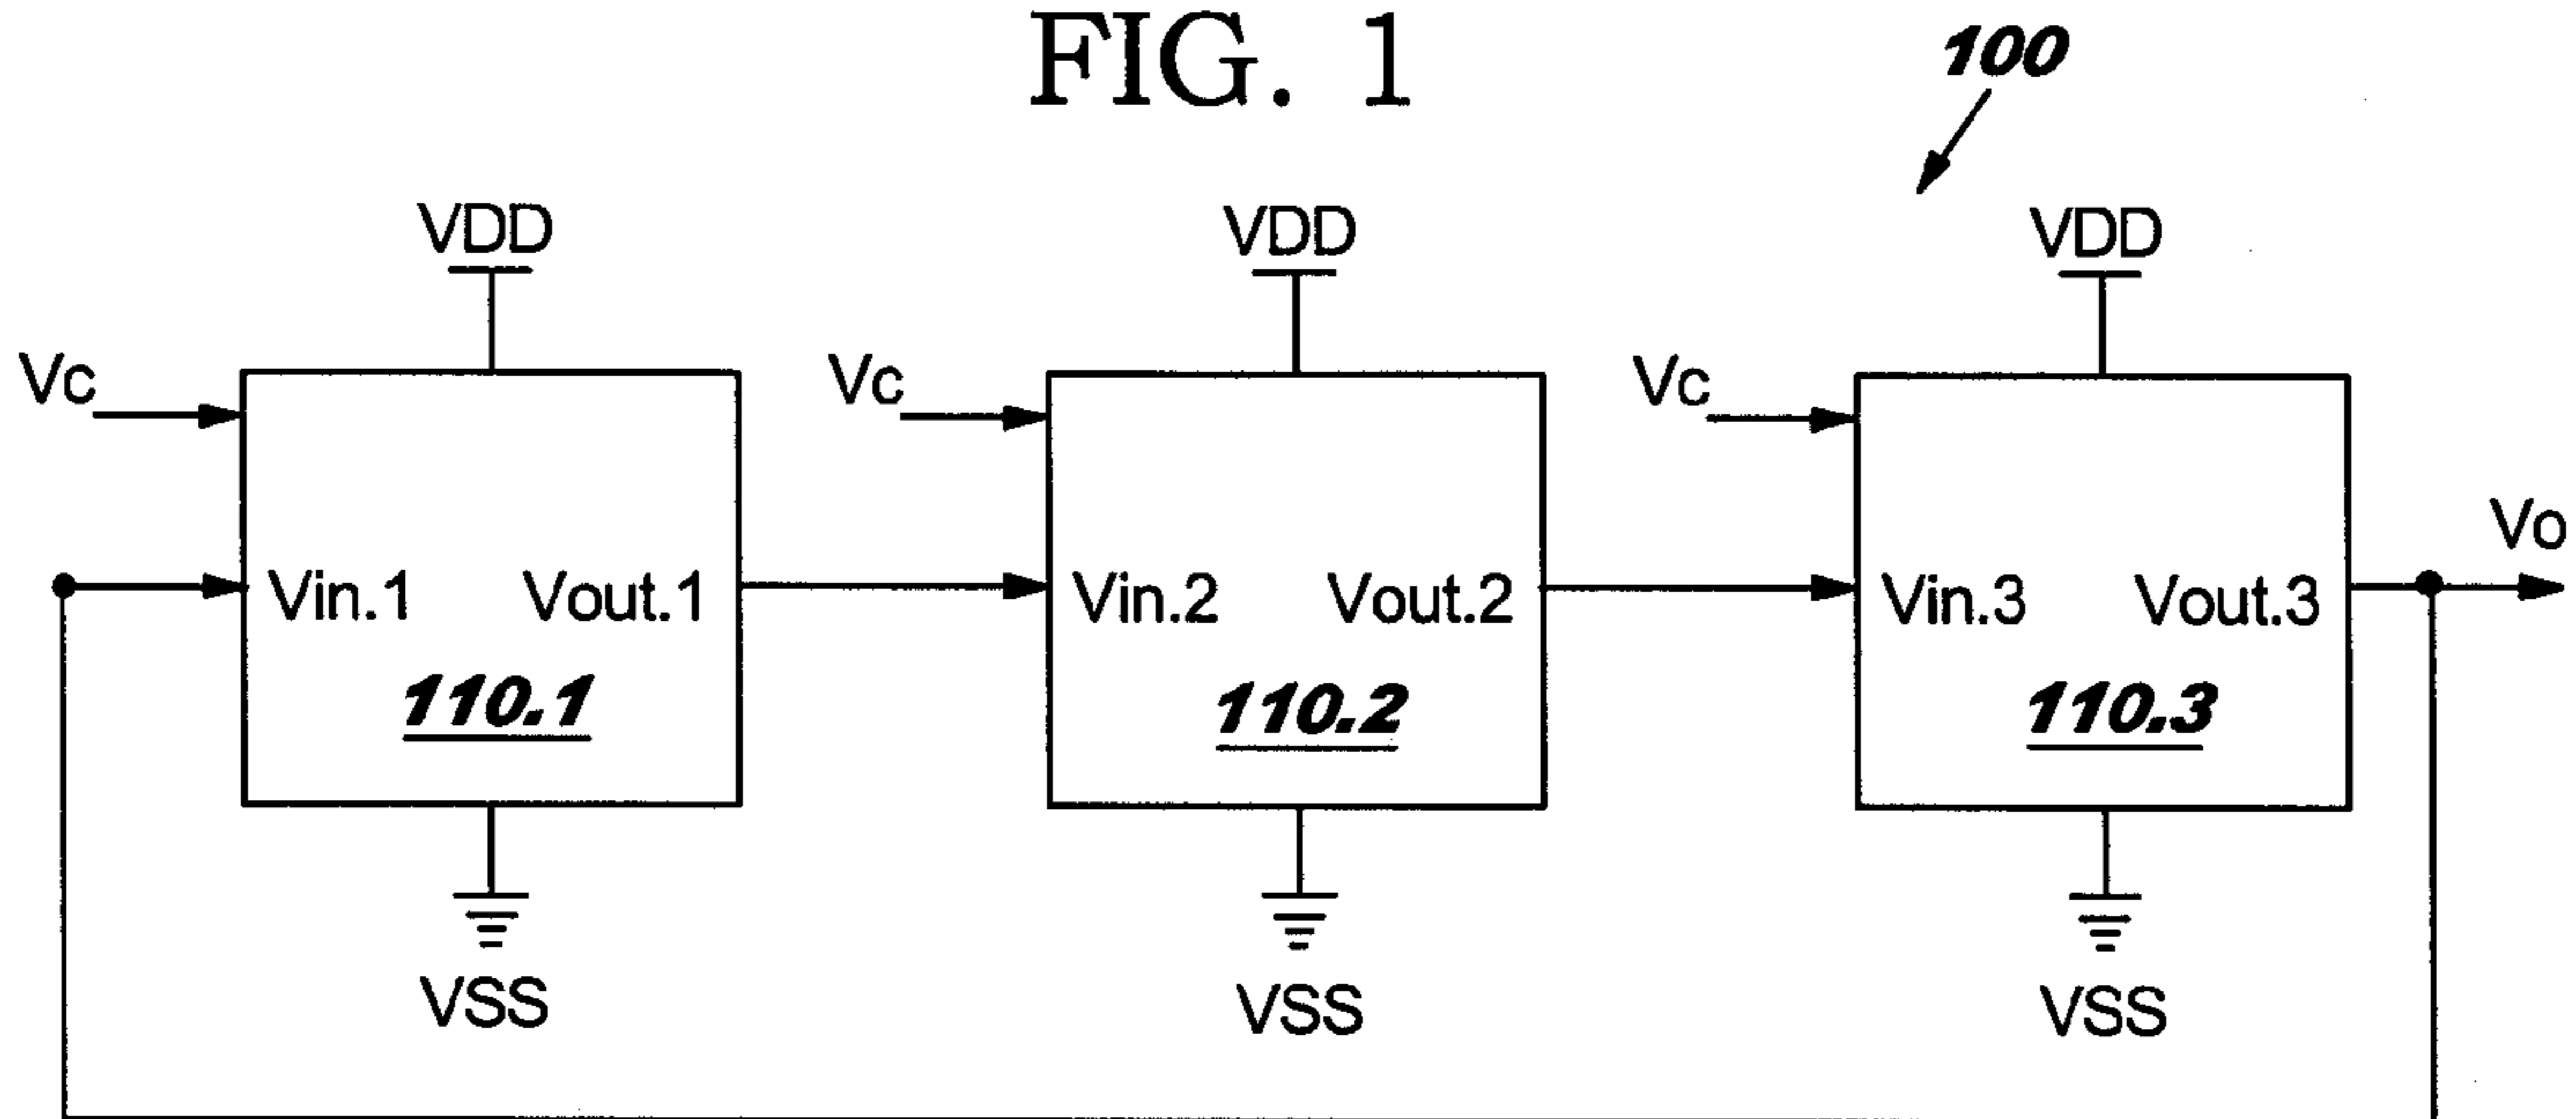 FIG. 1
100
VDD VDD VDD
Vc Vc Vc
Vo
Vin.1 Vout.1 Vin.2 Vout.2 Vin.3 Vout.3
110.1 110.2 110.3
VSS VSS VSS